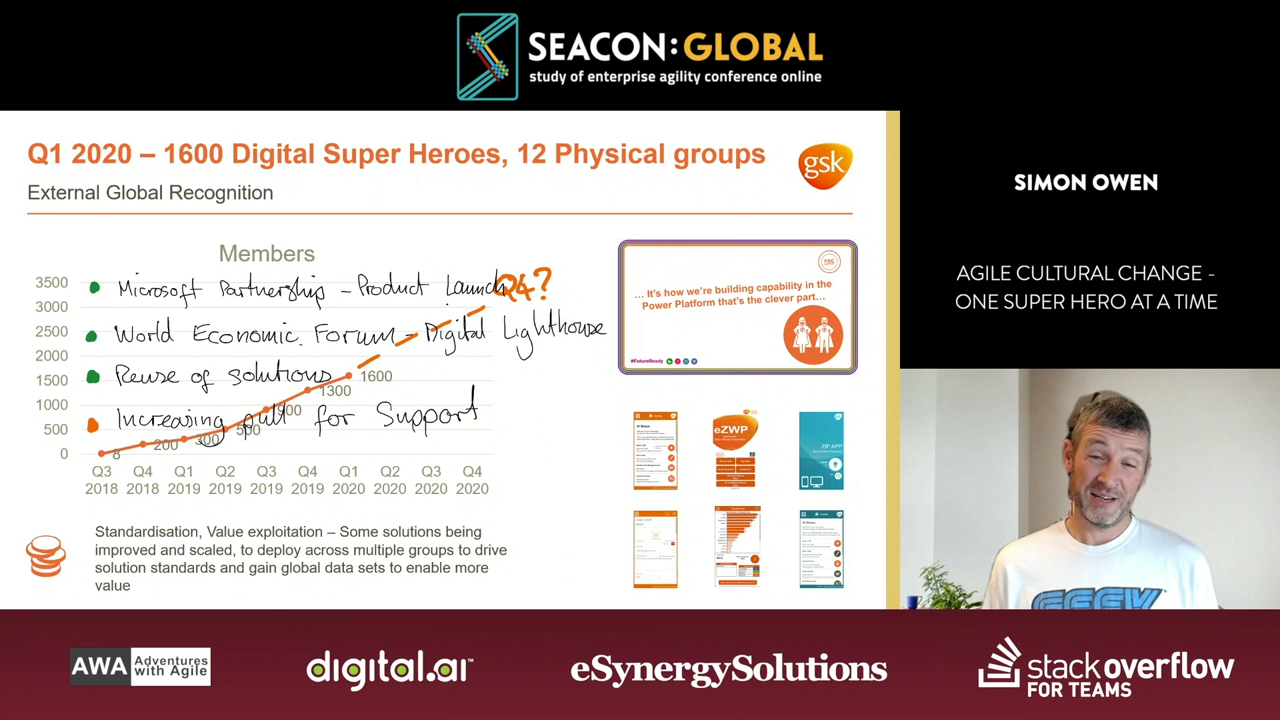 SEACON:GLOBAL
study of enterprise agility conference online
Q1 2020 – 1600 Digital Super Heroes, 12 Physical groups
External Global Recognition
gsk
SIMON OWEN
AGILE CULTURAL CHANGE -
ONE SUPER HERO AT A TIME
Members
3500
3000
2500
2000
1500
1000
500
0
Microsoft Partnership - Product Launch
Q4?
World Economic Forum - Digital Lighthouse
Reuse of solutions
Increasing pull for Support
8
200
300
500
900
1300
1600
Q3 Q4 Q1 Q2 Q3 Q4 Q1 Q2 Q3 Q4
2018 2018 2019 2019 2019 2019 2020 2020 2020 2020
... It's how we're building capability in the
Power Platform that's the clever part...
#FutureReady
eZWP
ZIP APP
Standardisation, Value exploitation – Some solutions being
improved and scaled, to deploy across multiple groups to drive
solution standards and gain global data sets to enable more
value
GEEK
AWA Adventures
with Agile
digital.ai™
eSynergySolutions
stackoverflow
FOR TEAMS